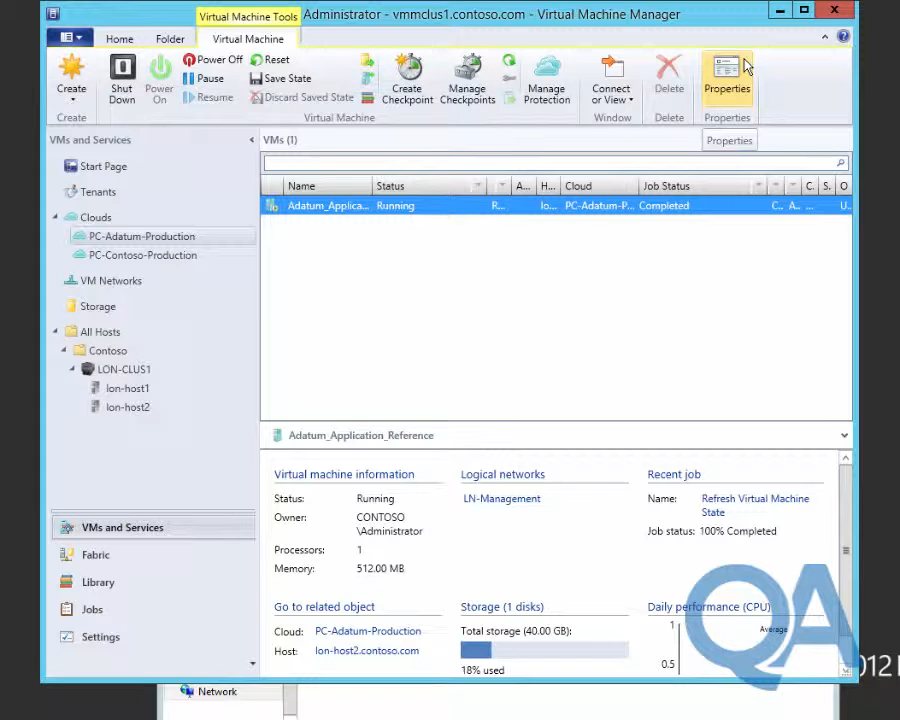 Virtual Machine Tools
Administrator - vmmclus1.contoso.com - Virtual Machine Manager
Home
Folder
Virtual Machine
Create
Shut Down
Power On
Power Off
Pause
Resume
Reset
Save State
Discard Saved State
Create Checkpoint
Manage Checkpoints
Manage Protection
Connect or View
Delete
Properties
Create
Virtual Machine
Window
Delete
Properties
VMs and Services
VMs (1)
Properties
Start Page
Tenants
Clouds
PC-Adatum-Production
PC-Contoso-Production
VM Networks
Storage
All Hosts
Contoso
LON-CLUS1
lon-host1
lon-host2
Name Status A... H... Cloud Job Status C. S. O
Adatum_Applica... Running R... lo... PC-Adatum-P... Completed C.. A.. ... U..
VMs and Services
Fabric
Library
Jobs
Settings
Adatum_Application_Reference
Virtual machine information
Status: Running
Owner: CONTOSO
\Administrator
Processors: 1
Memory: 512.00 MB
Logical networks
LN-Management
Recent job
Name: Refresh Virtual Machine
State
Job status: 100% Completed
Go to related object
Cloud: PC-Adatum-Production
Host: lon-host2.contoso.com
Storage (1 disks)
Total storage (40.00 GB):
18% used
Daily performance (CPU)
1
Average
0.5
QA
Network